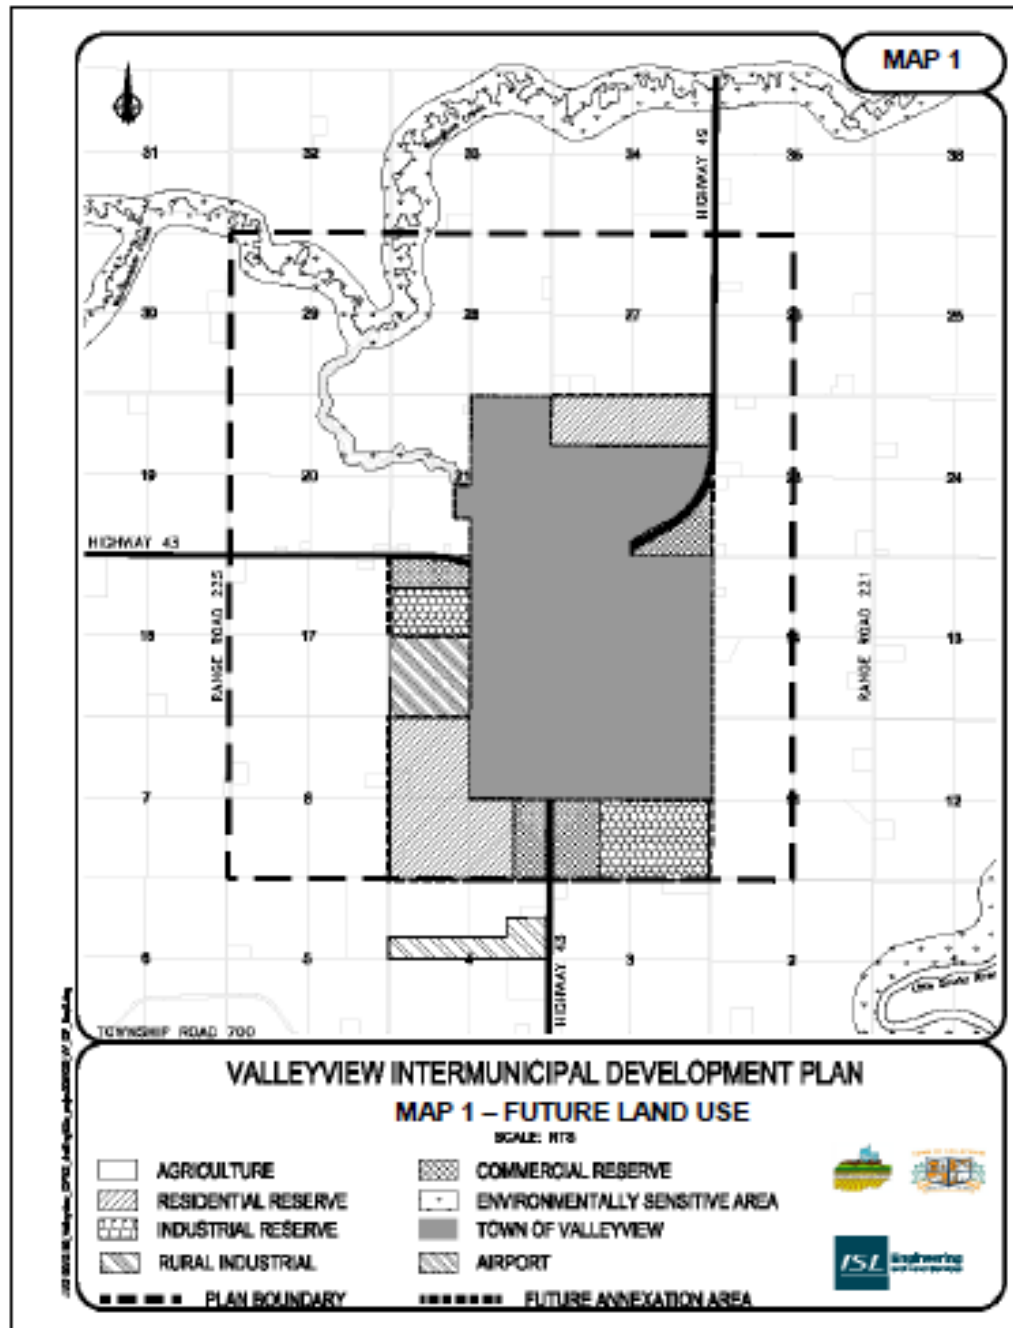 MAP 1
31
32
33
34
35
36
HIGHWAY 49
30
29
28
27
26
25
19
20
21
23
24
HIGHWAY 43
RANGE ROAD 225
RANGE ROAD 221
18
17
13
7
8
12
6
5
4
3
2
1
HIGHWAY 43
TOWNSHIP ROAD 700
VALLEYVIEW INTERMUNICIPAL DEVELOPMENT PLAN
MAP 1 – FUTURE LAND USE
SCALE: NTS
AGRICULTURE
COMMERCIAL RESERVE
RESIDENTIAL RESERVE
ENVIRONMENTALLY SENSITIVE AREA
INDUSTRIAL RESERVE
TOWN OF VALLEYVIEW
RURAL INDUSTRIAL
AIRPORT
PLAN BOUNDARY
FUTURE ANNEXATION AREA
ISL Engineering